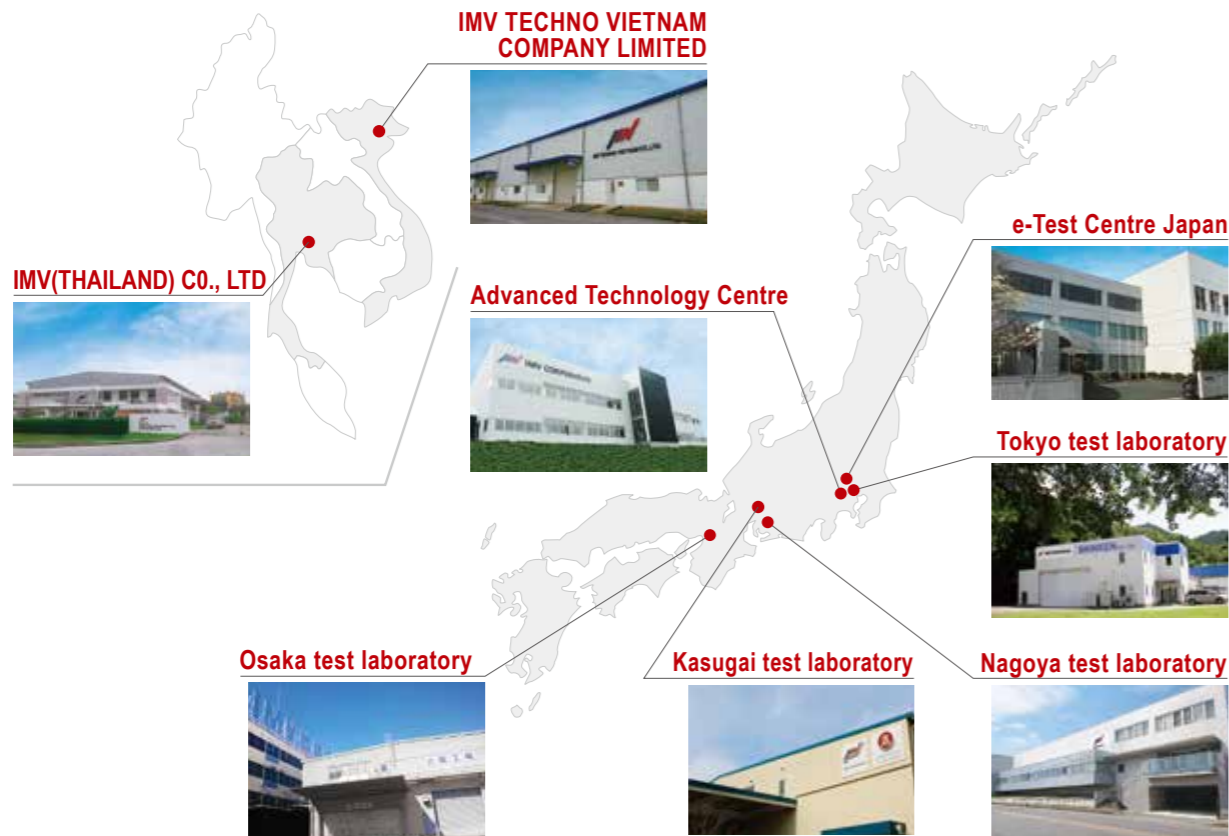 IMV TECHNO VIETNAM
COMPANY LIMITED
e-Test Centre Japan
IMV(THAILAND) C0., LTD
Advanced Technology Centre
IMV CORPORATION
Tokyo test laboratory
SHINKEN
Osaka test laboratory
Kasugai test laboratory
Nagoya test laboratory